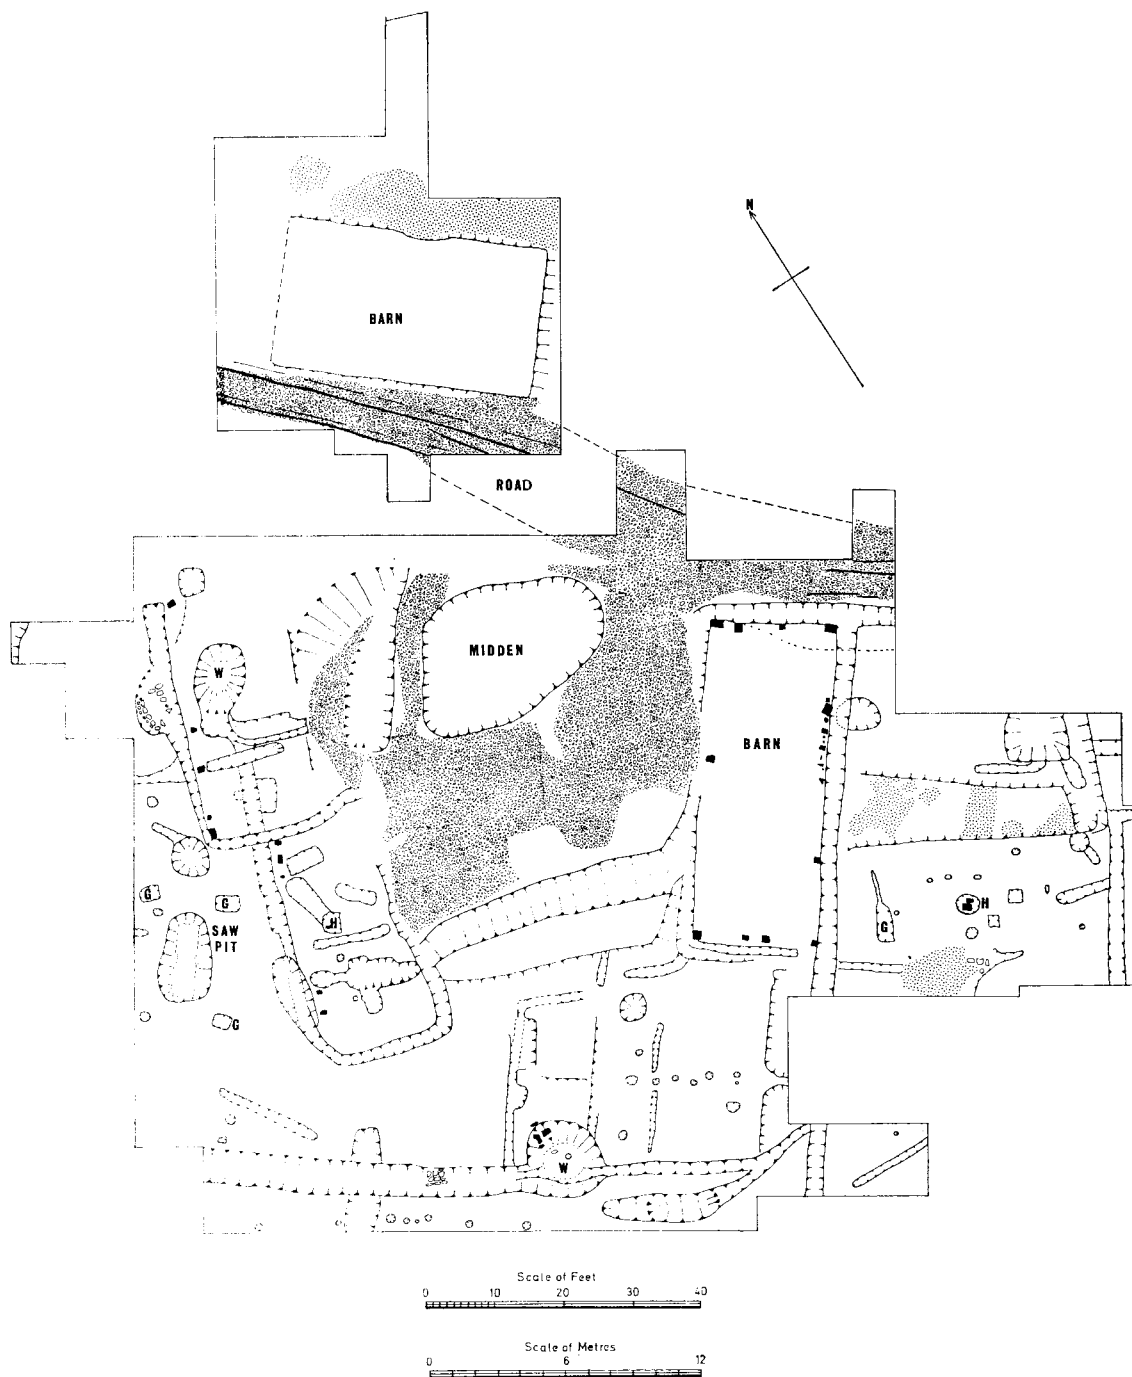 N
BARN
ROAD
MIDDEN
W
BARN
G
G
SAW
PIT
H
H
G
G
W
Scale of Feet
0 10 20 30 40
Scale of Metres
0 6 12